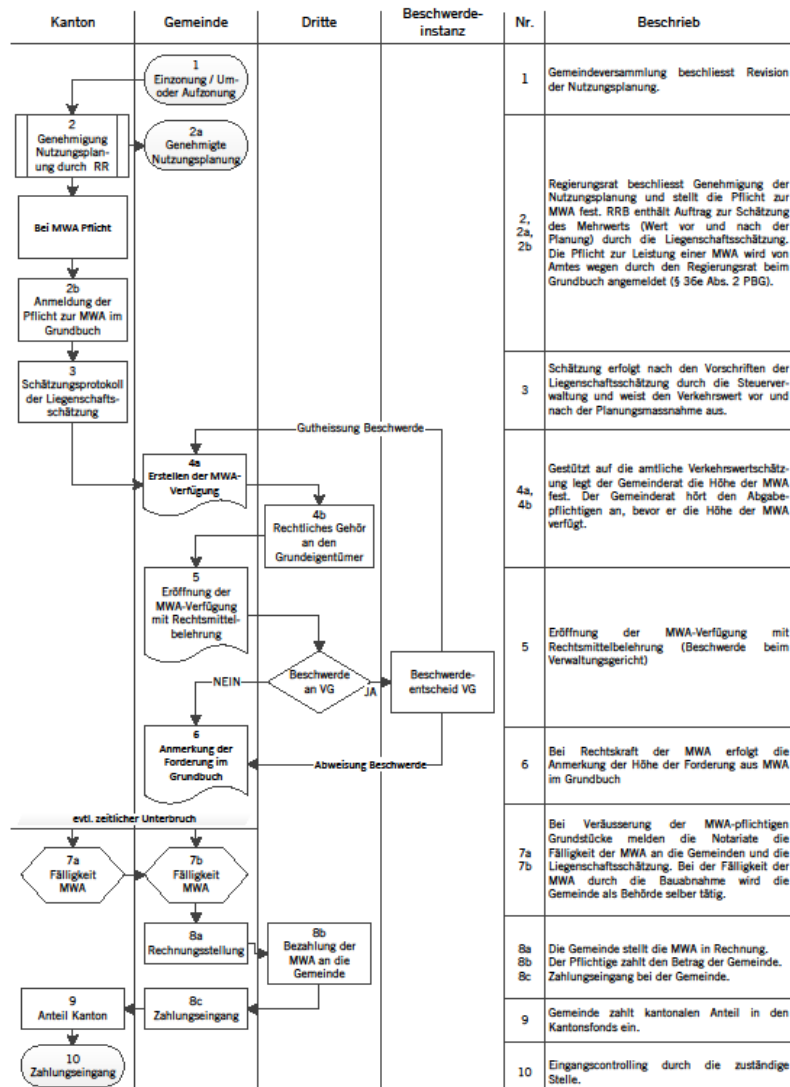 Kanton
Gemeinde
Dritte
Beschwerde-
instanz
Nr.
Beschrieb
1
Einzonung / Um-
oder Aufzonung
1
Gemeindeversammlung beschliesst Revision
der Nutzungsplanung.
2
Genehmigung
Nutzungsplan-
ung durch RR
2a
Genehmigte
Nutzungsplanung
Bei MWA Pflicht
2b
Anmeldung der
Pflicht zur MWA im
Grundbuch
2,
2a,
2b
Regierungsrat beschliesst Genehmigung der
Nutzungsplanung und stellt die Pflicht zur
MWA fest. RRB enthält Auftrag zur Schätzung
des Mehrwerts (Wert vor und nach der
Planung) durch die Liegenschaftsschätzung.
Die Pflicht zur Leistung einer MWA wird von
Amtes wegen durch den Regierungsrat beim
Grundbuch angemeldet (§ 36e Abs. 2 PBG).
3
Schätzungsprotokoll
der Liegenschafts-
schätzung
3
Schätzung erfolgt nach den Vorschriften der
Liegenschaftsschätzung durch die Steuerver-
waltung und weist den Verkehrswert vor und
nach der Planungsmassnahme aus.
Gutheissung Beschwerde
4a
Erstellen der MWA-
Verfügung
4b
Rechtliches Gehör
an den
Grundeigentümer
4a,
4b
Gestützt auf die amtliche Verkehrswertschätz-
ung legt der Gemeinderat die Höhe der MWA
fest. Der Gemeinderat hört den Abgabe-
pflichtigen an, bevor er die Höhe der MWA
verfügt.
5
Eröffnung der
MWA-Verfügung
mit Rechtsmittel-
belehrung
5
Eröffnung der MWA-Verfügung mit
Rechtsmittelbelehrung (Beschwerde beim
Verwaltungsgericht)
NEIN
Beschwerde
an VG
JA
Beschwerde-
entscheid VG
6
Anmerkung der
Forderung im
Grundbuch
Abweisung Beschwerde
6
Bei Rechtskraft der MWA erfolgt die
Anmerkung der Höhe der Forderung aus MWA
im Grundbuch
evtl. zeitlicher Unterbruch
7a
Fälligkeit
MWA
7b
Fälligkeit
MWA
7a
7b
Bei Veräusserung der MWA-pflichtigen
Grundstücke melden die Notariate die
Fälligkeit der MWA an die Gemeinden und die
Liegenschaftsschätzung. Bei der Fälligkeit der
MWA durch die Bauabnahme wird die
Gemeinde als Behörde selber tätig.
8a
Rechnungsstellung
8b
Bezahlung der
MWA an die
Gemeinde
8a Die Gemeinde stellt die MWA in Rechnung.
8b Der Pflichtige zahlt den Betrag der Gemeinde.
8c Zahlungseingang bei der Gemeinde.
9
Anteil Kanton
8c
Zahlungseingang
9
Gemeinde zahlt kantonalen Anteil in den
Kantonsfonds ein.
10
Zahlungseingang
10
Eingangscontrolling durch die zuständige
Stelle.